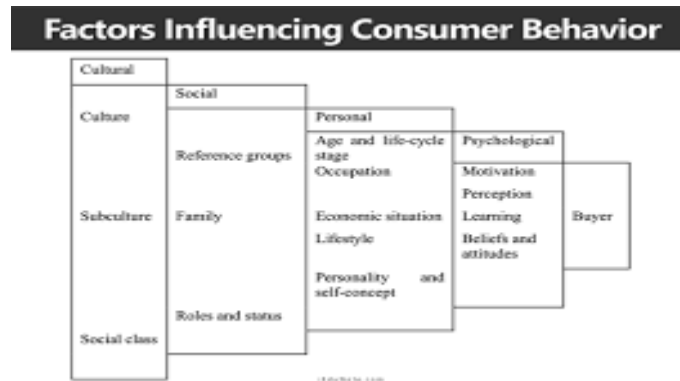 Factors Influencing Consumer Behavior
Cultural
Culture
Subculture
Social class
Social
Reference groups
Family
Roles and status
Personal
Age and life-cycle
stage
Occupation
Economic situation
Lifestyle
Personality and
self-concept
Psychological
Motivation
Perception
Learning
Beliefs and
attitudes
Buyer